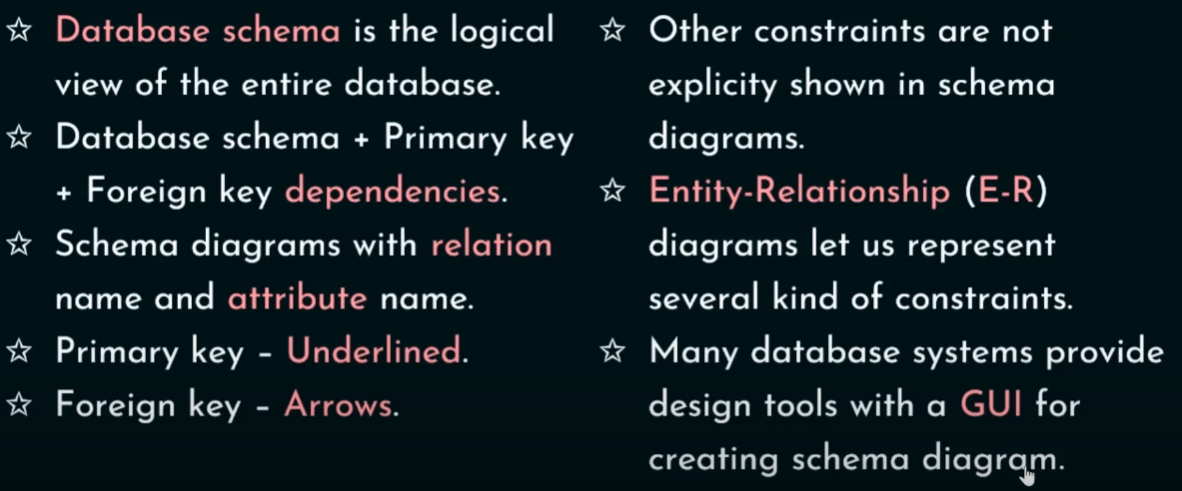 ☆ Database schema is the logical
view of the entire database.
☆ Database schema + Primary key
+ Foreign key dependencies.
☆ Schema diagrams with relation
name and attribute name.
☆ Primary key – Underlined.
☆ Foreign key – Arrows.
☆ Other constraints are not
explicity shown in schema
diagrams.
☆ Entity-Relationship (E-R)
diagrams let us represent
several kind of constraints.
☆ Many database systems provide
design tools with a GUI for
creating schema diagram.